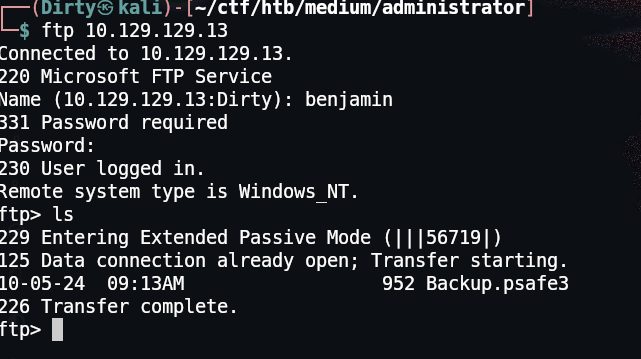 ┌──(Dirty㉿kali)-[~/ctf/htb/medium/administrator]
└─$ ftp 10.129.129.13
Connected to 10.129.129.13.
220 Microsoft FTP Service
Name (10.129.129.13:Dirty): benjamin
331 Password required
Password:
230 User logged in.
Remote system type is Windows_NT.
ftp> ls
229 Entering Extended Passive Mode (|||56719|)
125 Data connection already open; Transfer starting.
10-05-24  09:13AM                  952 Backup.psafe3
226 Transfer complete.
ftp>